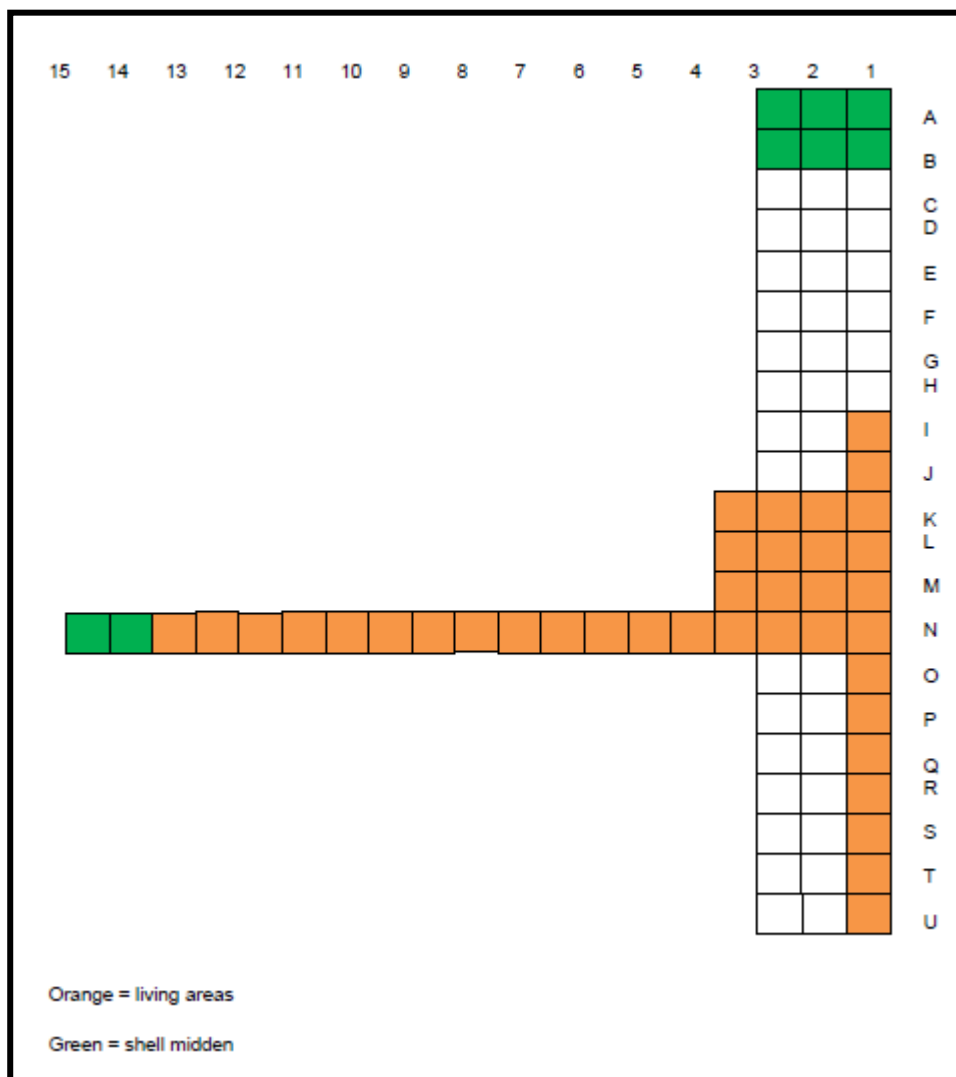 15 14 13 12 11 10 9 8 7 6 5 4 3 2 1
A
B
C
D
E
F
G
H
I
J
K
L
M
N
O
P
Q
R
S
T
U
Orange = living areas
Green = shell midden